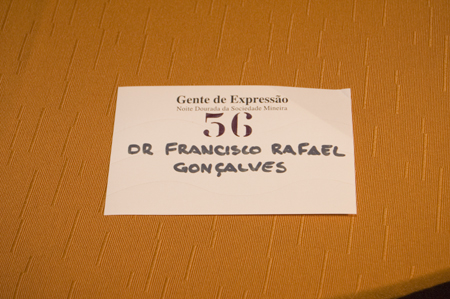 Gente de Expressão
Noite Dourada da Sociedade Mineira
56
DR FRANCISCO RAFAEL
GONÇALVES